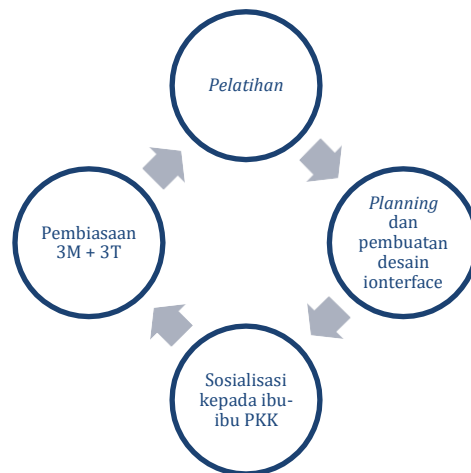 Pelatihan
Planning
dan
pembuatan
desain
ionterface
Sosialisasi
kepada ibu-
ibu PKK
Pembiasaan
3M + 3T